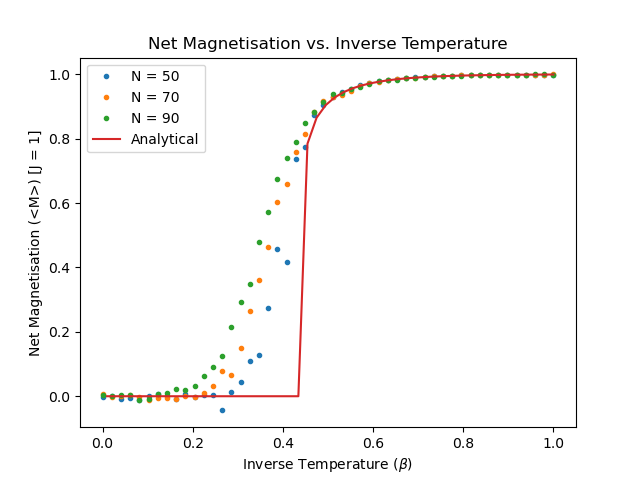 Net Magnetisation vs. Inverse Temperature
Net Magnetisation (<M>) [J = 1]
1.0
0.8
0.6
0.4
0.2
0.0
N = 50
N = 70
N = 90
Analytical
0.0 0.2 0.4 0.6 0.8 1.0
Inverse Temperature (β)